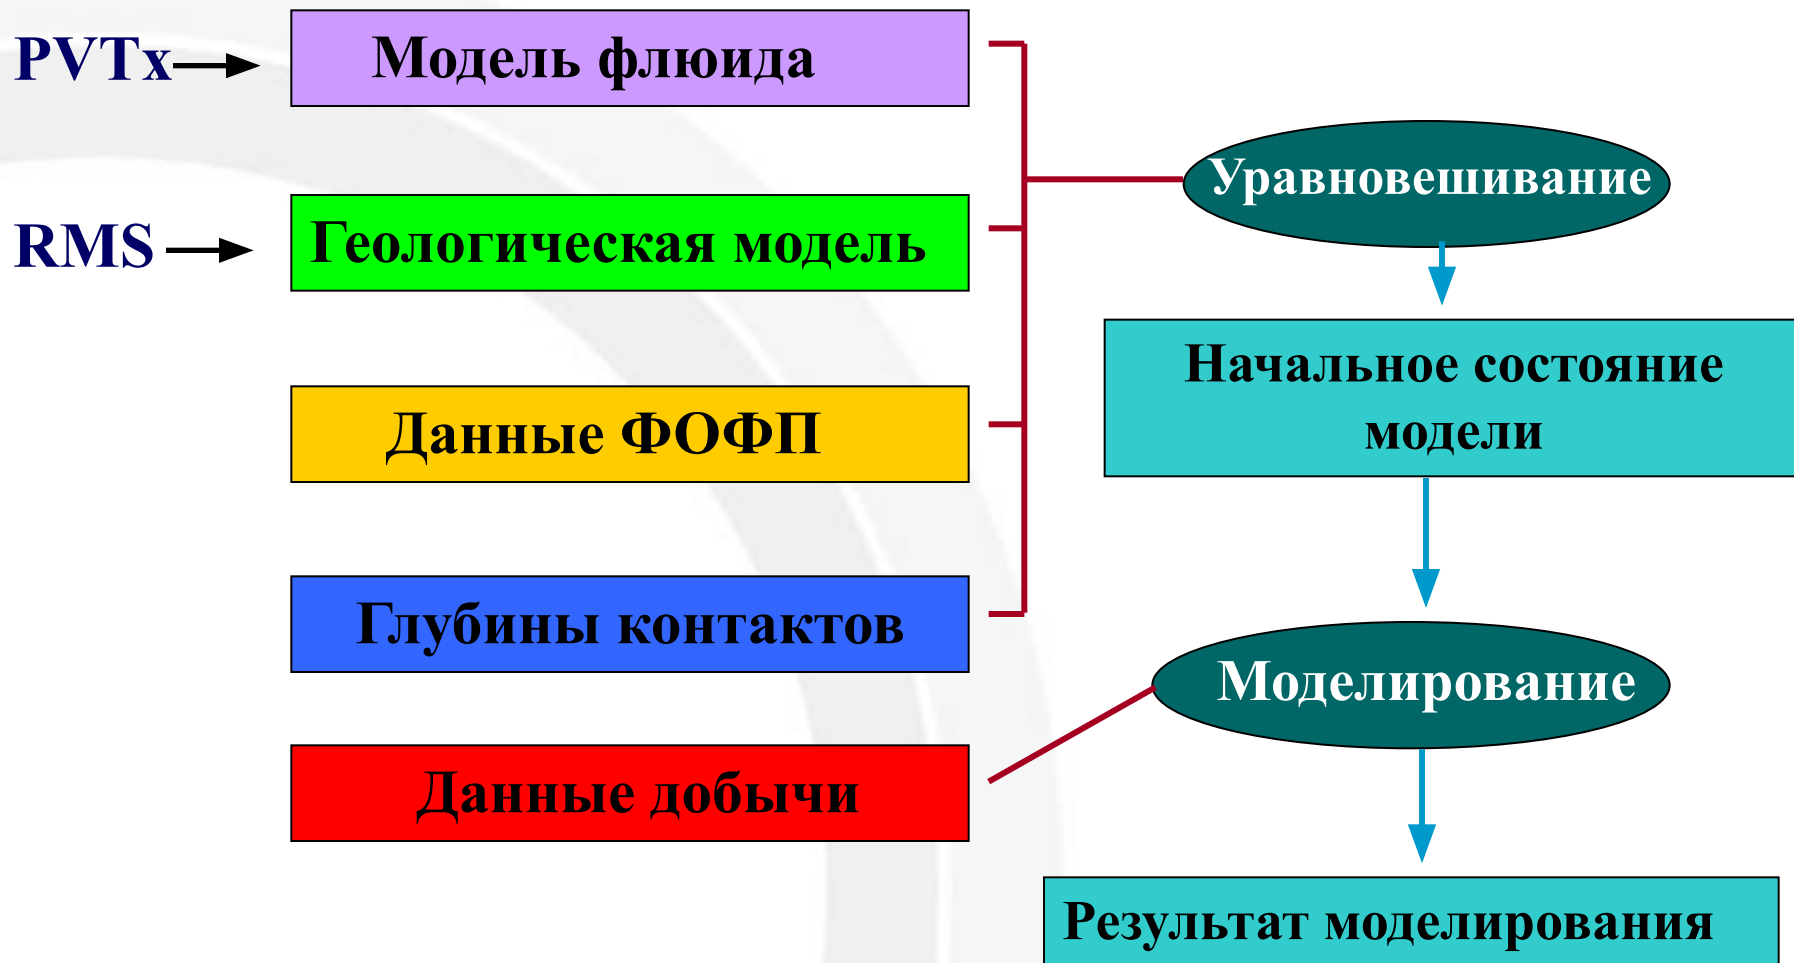 PVTx
Модель флюида
RMS
Геологическая модель
Данные ФОФП
Глубины контактов
Данные добычи
Уравновешивание
Начальное состояние
модели
Моделирование
Результат моделирования